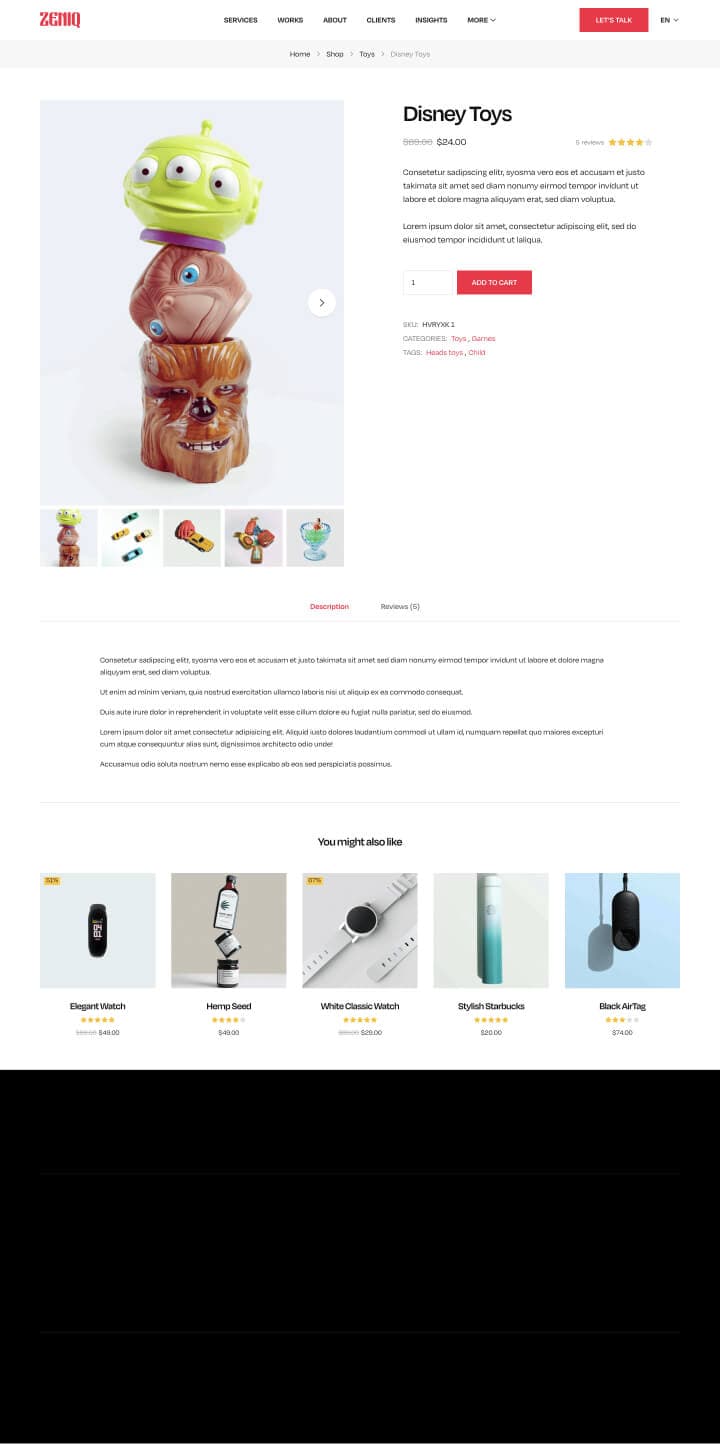 ZEMIQ
SERVICES WORKS ABOUT CLIENTS INSIGHTS MORE
LET'S TALK
EN
Home > Shop > Toys > Disney Toys
Disney Toys
$89.00 $24.00
5 reviews
Consetetur sadipscing elitr, syosma vero eos et accusam et justo
takimata sit amet sed diam nonumy eirmod tempor invidunt ut
labore et dolore magna aliquyam erat, sed diam voluptua.
Lorem ipsum dolor sit amet, consectetur adipiscing elit, sed do
eiusmod tempor incididunt ut laliqua.
1
ADD TO CART
SKU: HVRYXK 1
CATEGORIES: Toys , Games
TAGS: Heads toys , Child
Description Reviews (5)
Consetetur sadipscing elitr, syosma vero eos et accusam et justo takimata sit amet sed diam nonumy eirmod tempor invidunt ut labore et dolore magna
aliquyam erat, sed diam voluptua.
Ut enim ad minim veniam, quis nostrud exercitation ullamco laboris nisi ut aliquip ex ea commodo consequat.
Duis aute irure dolor in reprehenderit in voluptate velit esse cillum dolore eu fugiat nulla pariatur, sed do eiusmod.
Lorem ipsum dolor sit amet consectetur adipisicing elit. Aliquid iusto dolores laudantium commodi ut ullam id, numquam repellat quo maiores excepturi
cum atque consequuntur alias sunt, dignissimos architecto odio unde!
Accusamus odio soluta nostrum nemo esse explicabo ab eos sed perspiciatis possimus.
You might also like
51%
67%
Elegant Watch
$99.00 $49.00
Hemp Seed
$49.00
White Classic Watch
$89.00 $29.00
Stylish Starbucks
$20.00
Black AirTag
$74.00